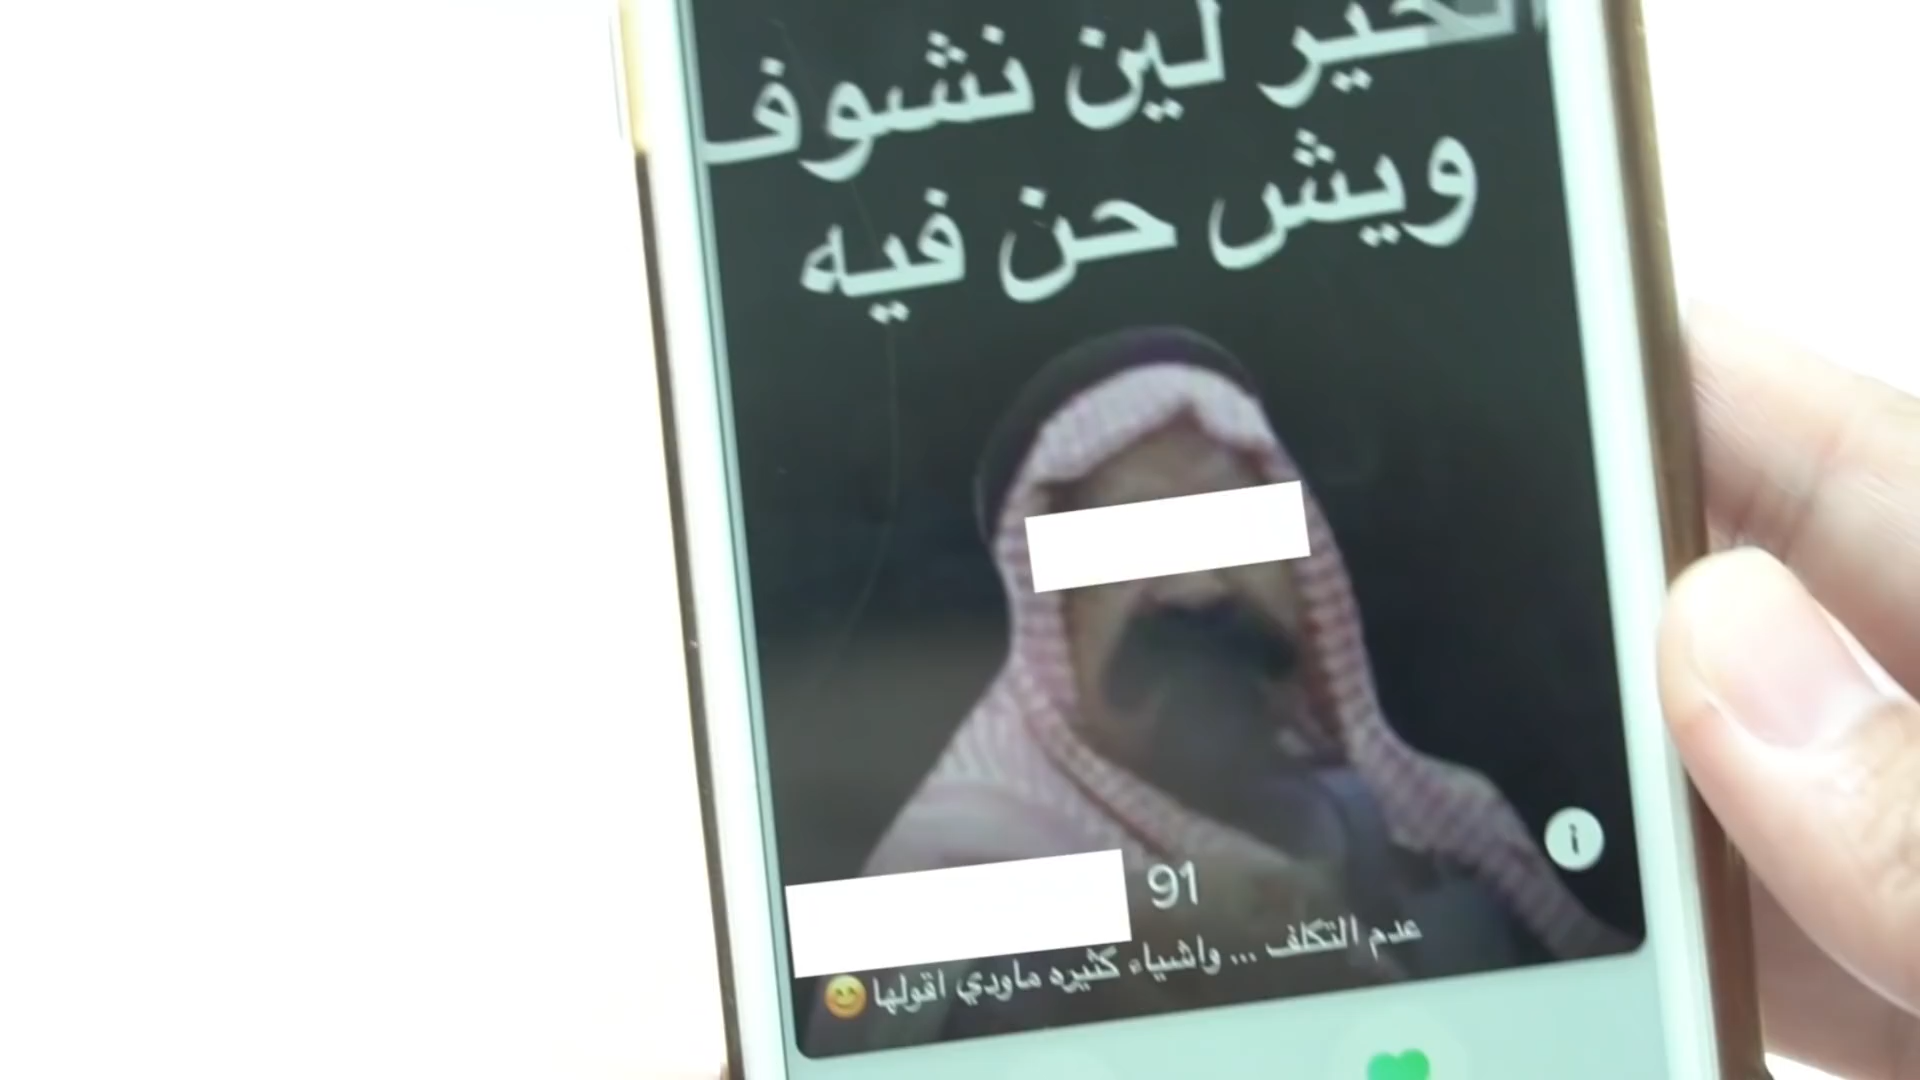 الخير لين نشوف
ويش حن فيه
91
عدم التكلف ... واشياء كثيره ماودي اقولها😊
i